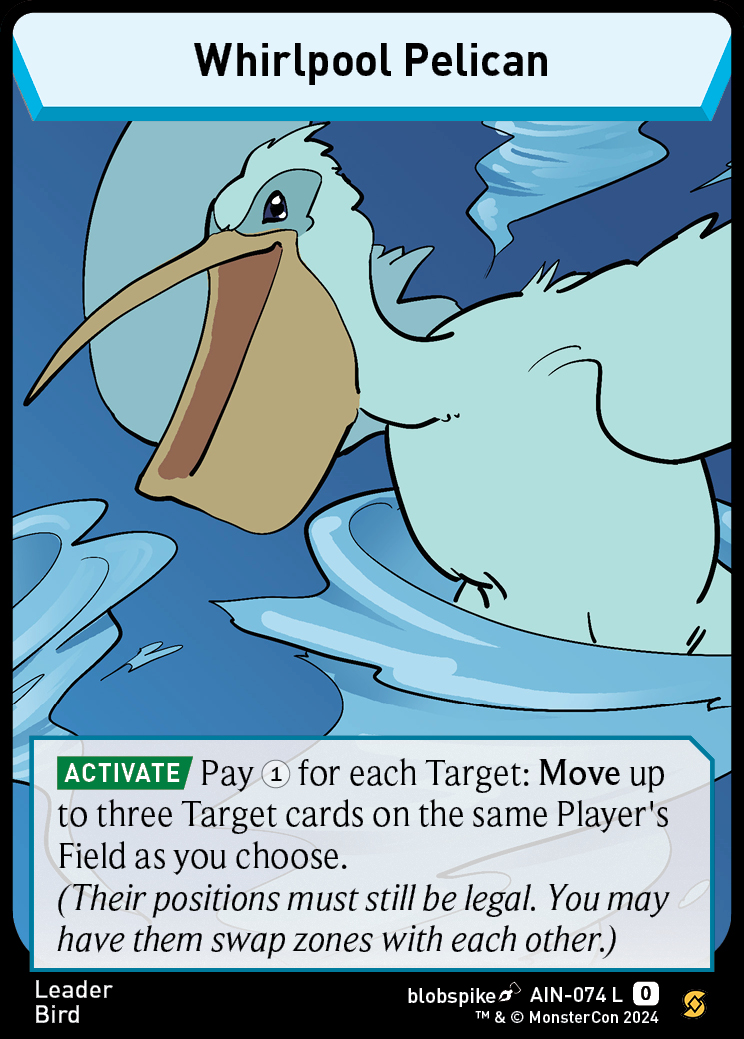 Whirlpool Pelican
ACTIVATE Pay 1 for each Target: Move up
to three Target cards on the same Player's
Field as you choose.
(Their positions must still be legal. You may
have them swap zones with each other.)
Leader
Bird
blobspike AIN-074 L 0
™ & © MonsterCon 2024